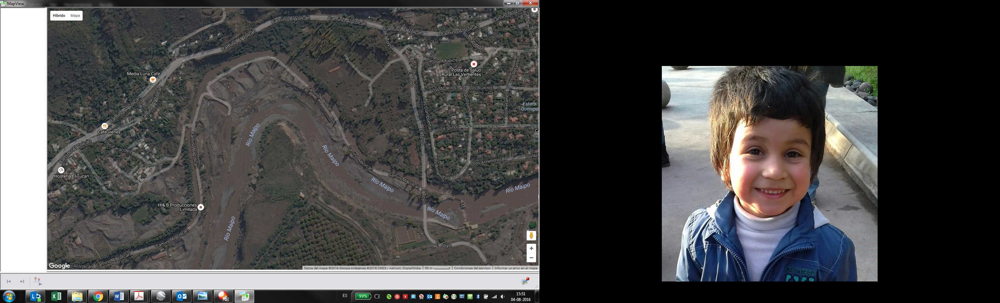 MapView
Híbrido Mapa
Camino Al Volcán
Camino Al Volcán
Camino Al Volcán
Camino Al Volcán
Camino Al Volcán
Camino Al Volcán
El Toyo
Los Aromos
Los Peumos
Parque Municipal
Posta de Salud
Rural Las Vertientes
Media Luna Café
El Toyo
Los Retamos
Los Acacios
Los Quillayes
Los Acacios
Camino Al Volcán
Camino Al Volcán
Camino Al Volcán
Las Compuertas
Los Retamos
Estero
Quempo
Cafe vienes
Río Maipo
Los Espinos
El Toyo
Camino Al Volcán
Los Caracoles
Camino Al Volcán
Río Maipo
Camino Al Volcán
Los Almendros
Los Almendros
Hostería El Tucan
Camino Al Volcán
Río Maipo
Río Maipo
El Toyo
H & B Producciones
Limitada
Río Maipo
Río Maipo
Camino Al Volcán
El Toyo
Camino Al Volcán
Google
Datos del mapa ©2016 Google Imágenes ©2016 CNES / Astrium, DigitalGlobe 50 m Condiciones del servicio Informar un error en el mapa
ES 99% 15:51
04-08-2016
HOT WHEELS